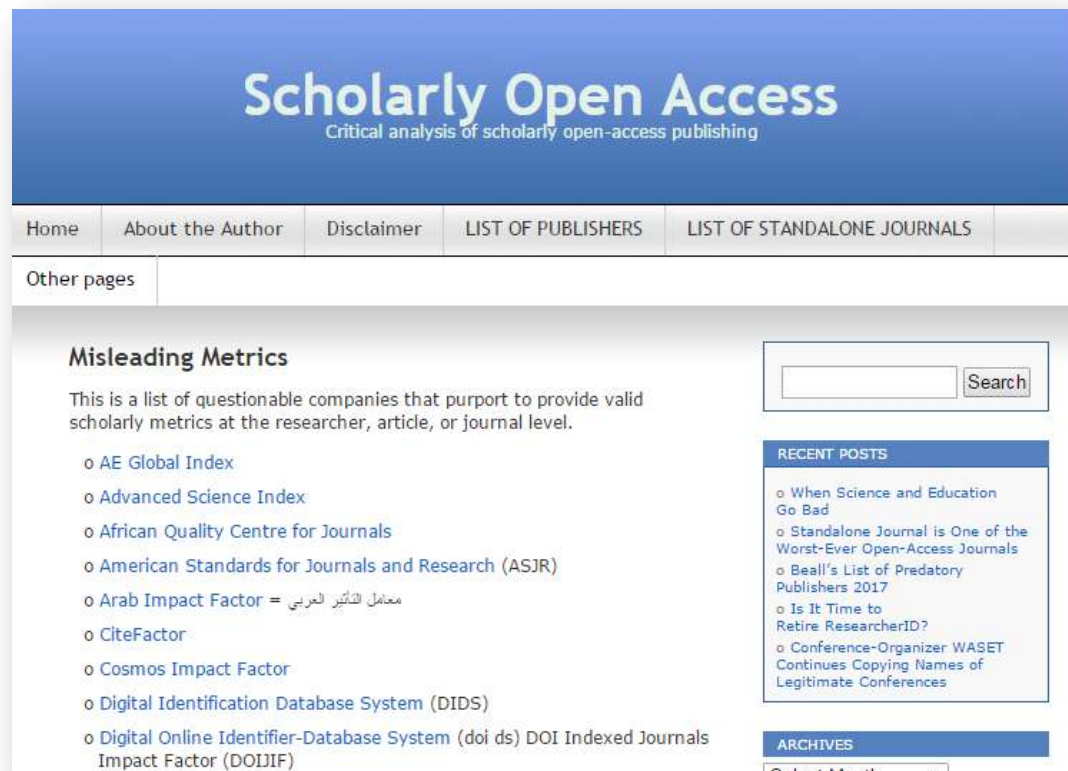 Scholarly Open Access
Critical analysis of scholarly open-access publishing
Home
About the Author
Disclaimer
LIST OF PUBLISHERS
LIST OF STANDALONE JOURNALS
Other pages
Misleading Metrics
This is a list of questionable companies that purport to provide valid
scholarly metrics at the researcher, article, or journal level.
o AE Global Index
o Advanced Science Index
o African Quality Centre for Journals
o American Standards for Journals and Research (ASJR)
o Arab Impact Factor = معامل التأثير العربي
o CiteFactor
o Cosmos Impact Factor
o Digital Identification Database System (DIDS)
o Digital Online Identifier-Database System (doi ds) DOI Indexed Journals
Impact Factor (DOIJIF)
Search
RECENT POSTS
o When Science and Education
Go Bad
o Standalone Journal is One of the
Worst-Ever Open-Access Journals
o Beall's List of Predatory
Publishers 2017
o Is It Time to
Retire ResearcherID?
o Conference-Organizer WASET
Continues Copying Names of
Legitimate Conferences
ARCHIVES